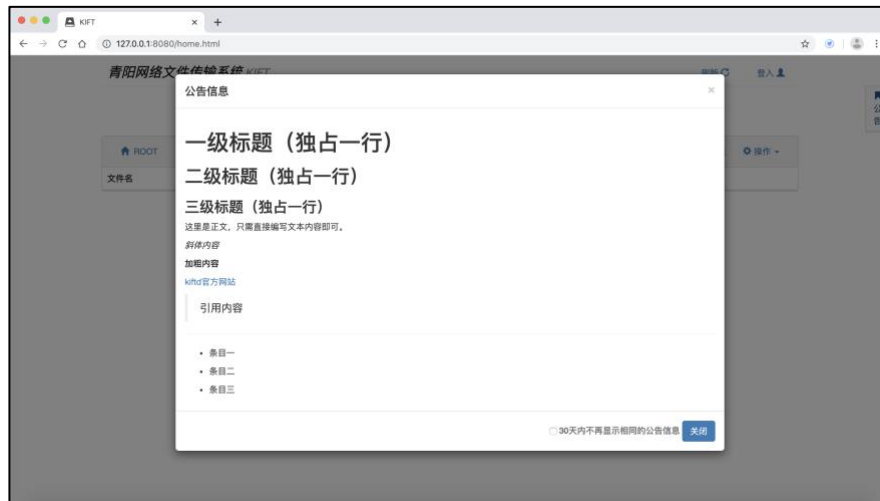 KIFT
127.0.0.1:8080/home.html
青阳网络文件传输系统 KIFT
登入
公告信息
×
公
告
ROOT
操作
文件名
一级标题（独占一行）
二级标题（独占一行）
三级标题（独占一行）
这里是正文，只需直接编写文本内容即可。
斜体内容
加粗内容
kiftd官方网站
引用内容
条目一
条目二
条目三
30天内不再显示相同的公告信息
关闭